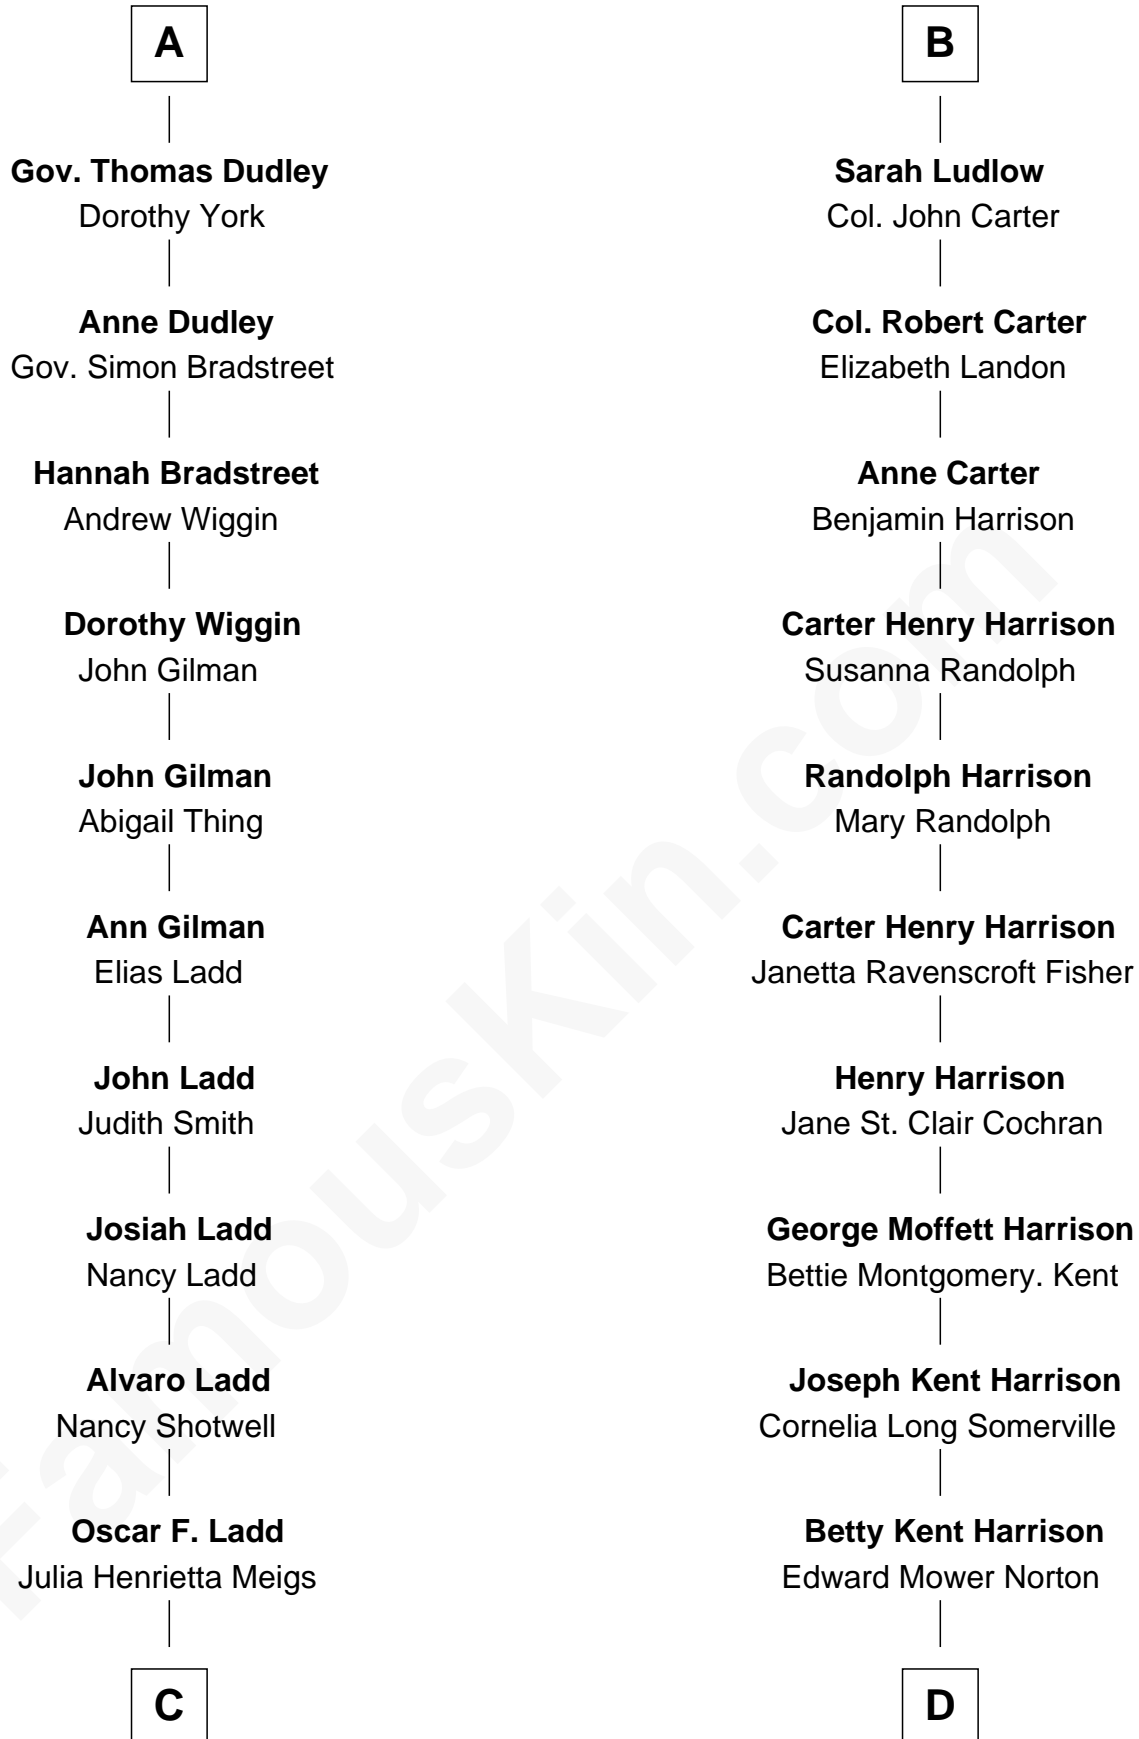 A
Gov. Thomas Dudley
Dorothy York
Anne Dudley
Gov. Simon Bradstreet
Hannah Bradstreet
Andrew Wiggin
Dorothy Wiggin
John Gilman
John Gilman
Abigail Thing
Ann Gilman
Elias Ladd
John Ladd
Judith Smith
Josiah Ladd
Nancy Ladd
Alvaro Ladd
Nancy Shotwell
Oscar F. Ladd
Julia Henrietta Meigs
C
B
Sarah Ludlow
Col. John Carter
Col. Robert Carter
Elizabeth Landon
Anne Carter
Benjamin Harrison
Carter Henry Harrison
Susanna Randolph
Randolph Harrison
Mary Randolph
Carter Henry Harrison
Janetta Ravenscroft Fisher
Henry Harrison
Jane St. Clair Cochran
George Moffett Harrison
Bettie Montgomery. Kent
Joseph Kent Harrison
Cornelia Long Somerville
Betty Kent Harrison
Edward Mower Norton
D
FamousKin.com